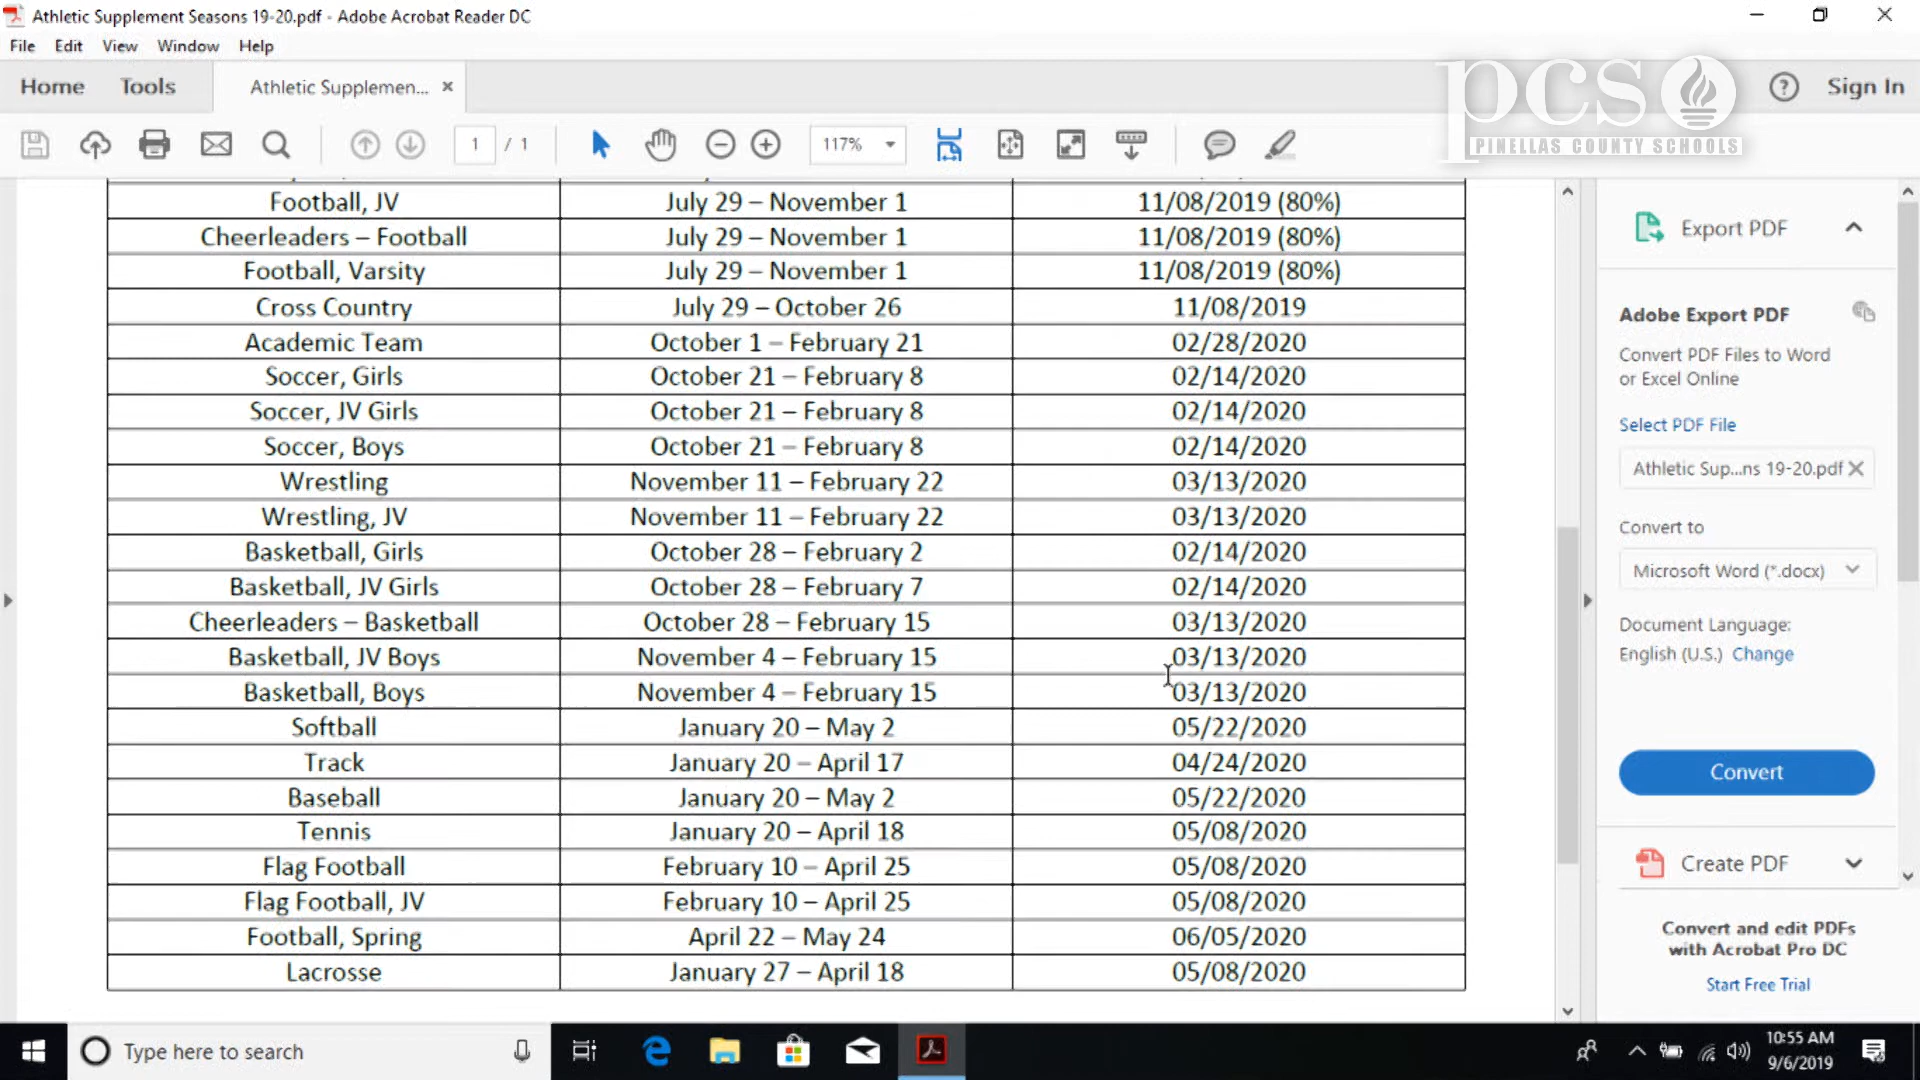 Athletic Supplement Seasons 19-20.pdf - Adobe Acrobat Reader DC
File Edit View Window Help
Home Tools Athletic Supplemen... Sign In
1 / 1 117%
pcs
PINELLAS COUNTY SCHOOLS
Football, JV July 29 – November 1 11/08/2019 (80%)
Cheerleaders – Football July 29 – November 1 11/08/2019 (80%)
Football, Varsity July 29 – November 1 11/08/2019 (80%)
Cross Country July 29 – October 26 11/08/2019
Academic Team October 1 – February 21 02/28/2020
Soccer, Girls October 21 – February 8 02/14/2020
Soccer, JV Girls October 21 – February 8 02/14/2020
Soccer, Boys October 21 – February 8 02/14/2020
Wrestling November 11 – February 22 03/13/2020
Wrestling, JV November 11 – February 22 03/13/2020
Basketball, Girls October 28 – February 2 02/14/2020
Basketball, JV Girls October 28 – February 7 02/14/2020
Cheerleaders – Basketball October 28 – February 15 03/13/2020
Basketball, JV Boys November 4 – February 15 03/13/2020
Basketball, Boys November 4 – February 15 03/13/2020
Softball January 20 – May 2 05/22/2020
Track January 20 – April 17 04/24/2020
Baseball January 20 – May 2 05/22/2020
Tennis January 20 – April 18 05/08/2020
Flag Football February 10 – April 25 05/08/2020
Flag Football, JV February 10 – April 25 05/08/2020
Football, Spring April 22 – May 24 06/05/2020
Lacrosse January 27 – April 18 05/08/2020
Export PDF
Adobe Export PDF
Convert PDF Files to Word
or Excel Online
Select PDF File
Athletic Sup...ns 19-20.pdf
Convert to
Microsoft Word (*.docx)
Document Language:
English (U.S.) Change
Convert
Create PDF
Convert and edit PDFs
with Acrobat Pro DC
Start Free Trial
Type here to search
10:55 AM
9/6/2019